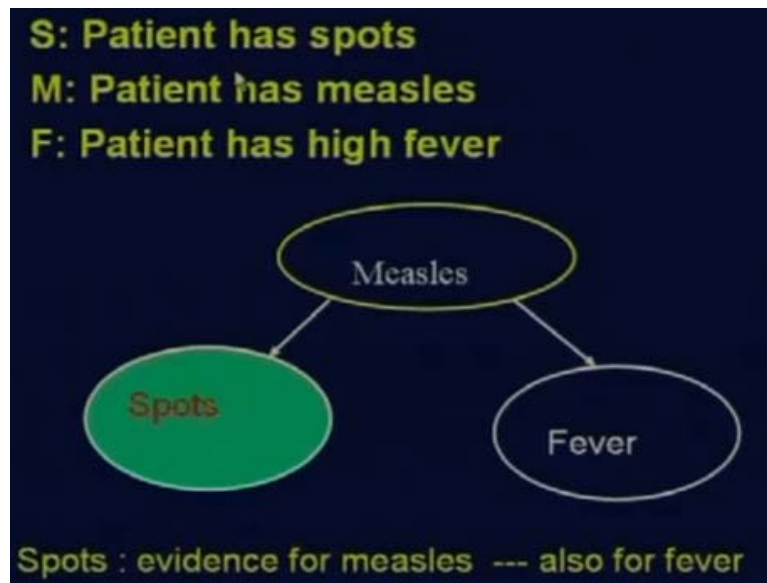 S: Patient has spots
M: Patient has measles
F: Patient has high fever
Measles
Spots
Fever
Spots : evidence for measles --- also for fever